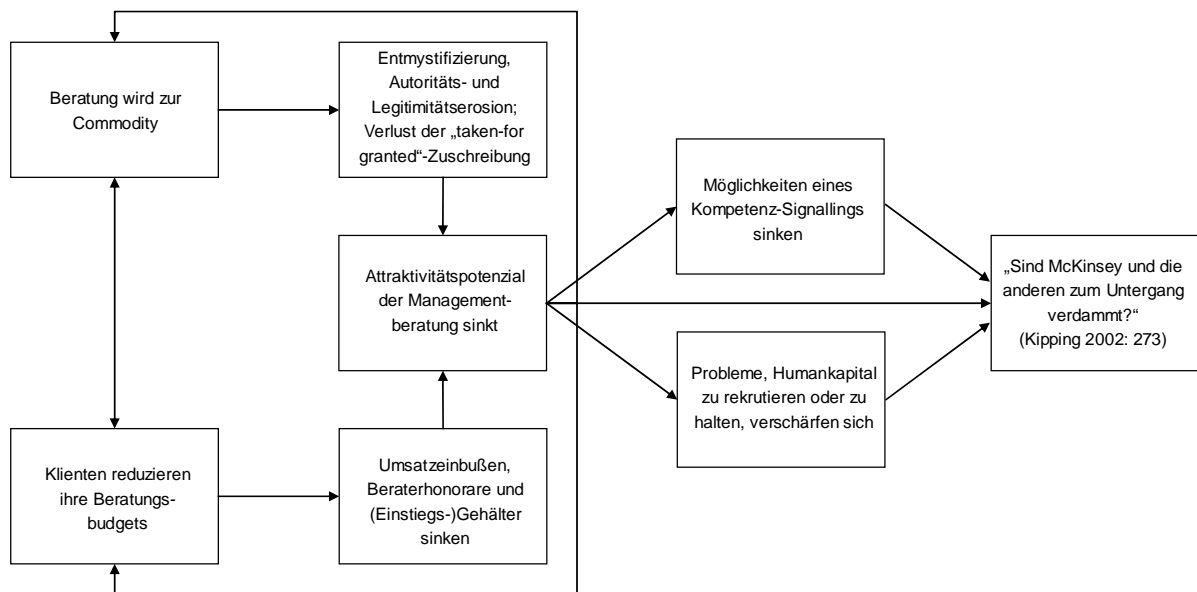 Beratung wird zur
Commodity
Entmystifizierung,
Autoritäts- und
Legitimitätserosion;
Verlust der „taken-for
granted“-Zuschreibung
Attraktivitätspotenzial
der Management-
beratung sinkt
Klienten reduzieren
ihre Beratungs-
budgets
Umsatzeinbußen,
Beraterhonorare und
(Einstiegs-)Gehälter
sinken
Möglichkeiten eines
Kompetenz-Signallings
sinken
Probleme, Humankapital
zu rekrutieren oder zu
halten, verschärfen sich
„Sind McKinsey und die
anderen zum Untergang
verdammt?“
(Kipping 2002: 273)